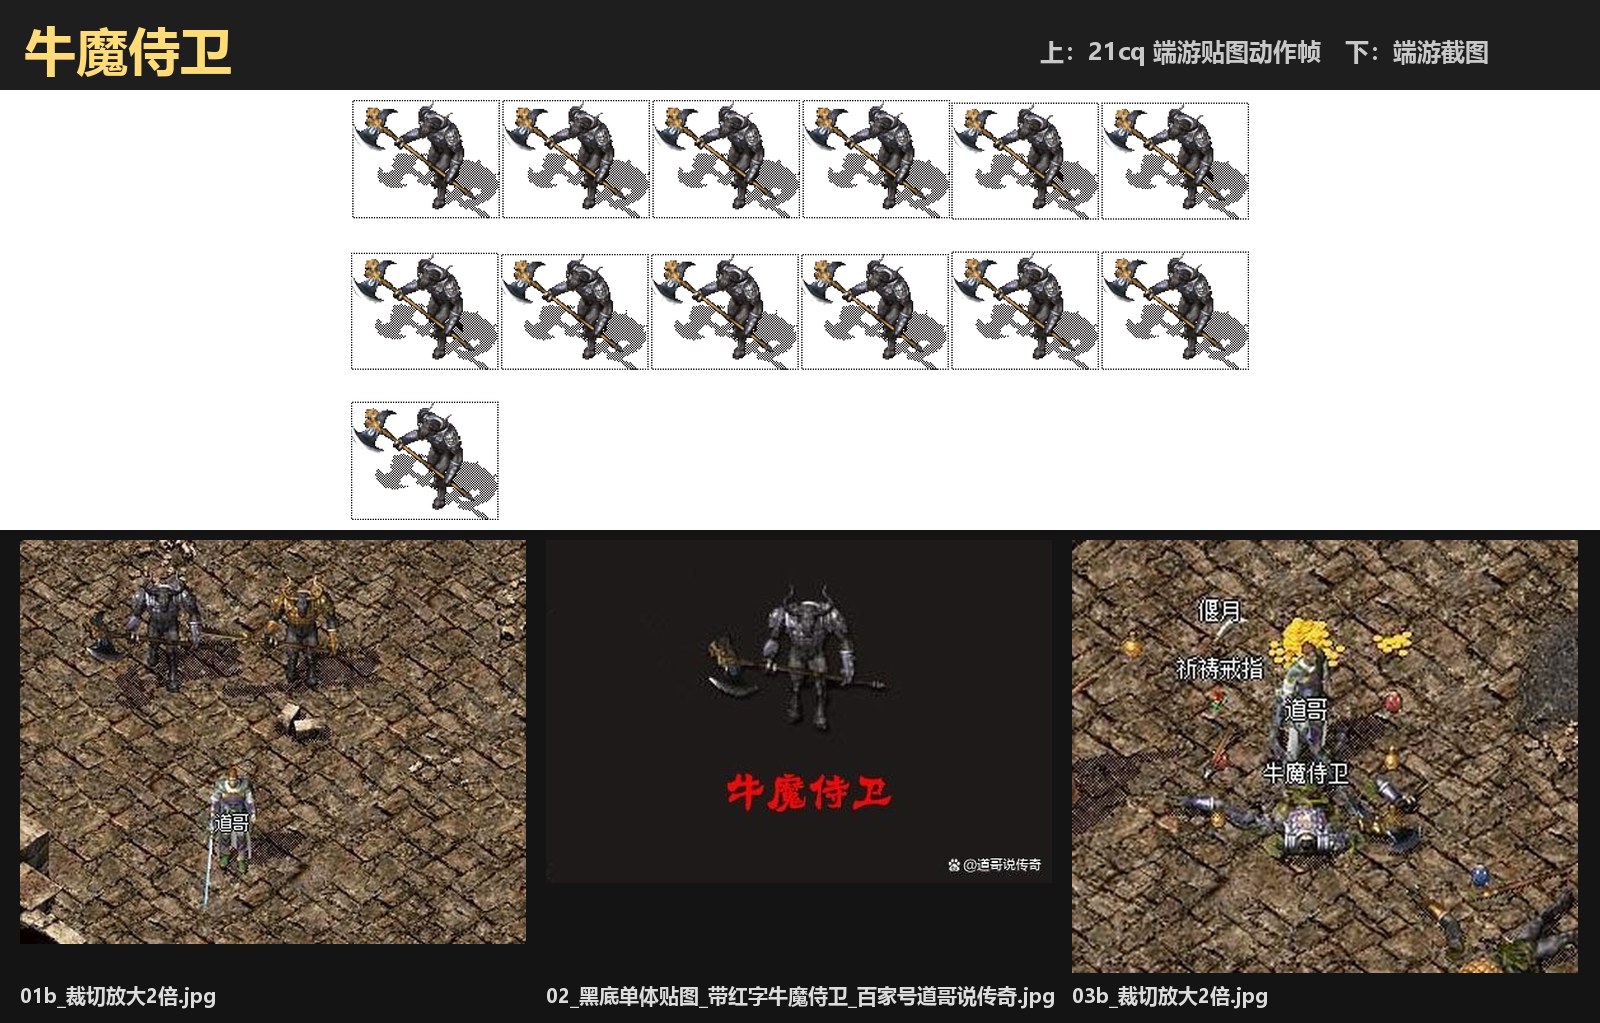 牛魔侍卫
上：21cq 端游贴图动作帧 下：端游截图
道哥
牛魔侍卫
@道哥说传奇
偃月
祈祷戒指
道哥
牛魔侍卫
01b_裁切放大2倍.jpg
02_黑底单体贴图_带红字牛魔侍卫_百家号道哥说传奇.jpg
03b_裁切放大2倍.jpg